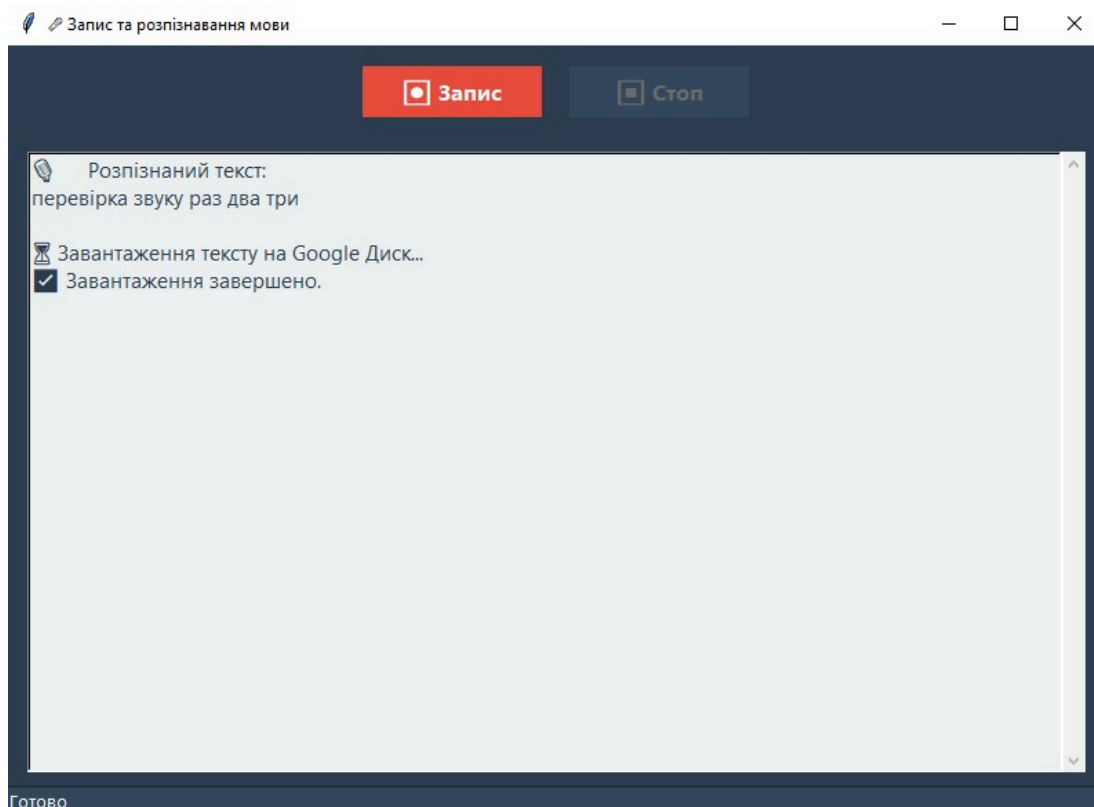 Запис та розпізнавання мови
Запис Стоп
Розпізнаний текст:
перевірка звуку раз два три
Завантаження тексту на Google Диск...
Завантаження завершено.
Готово